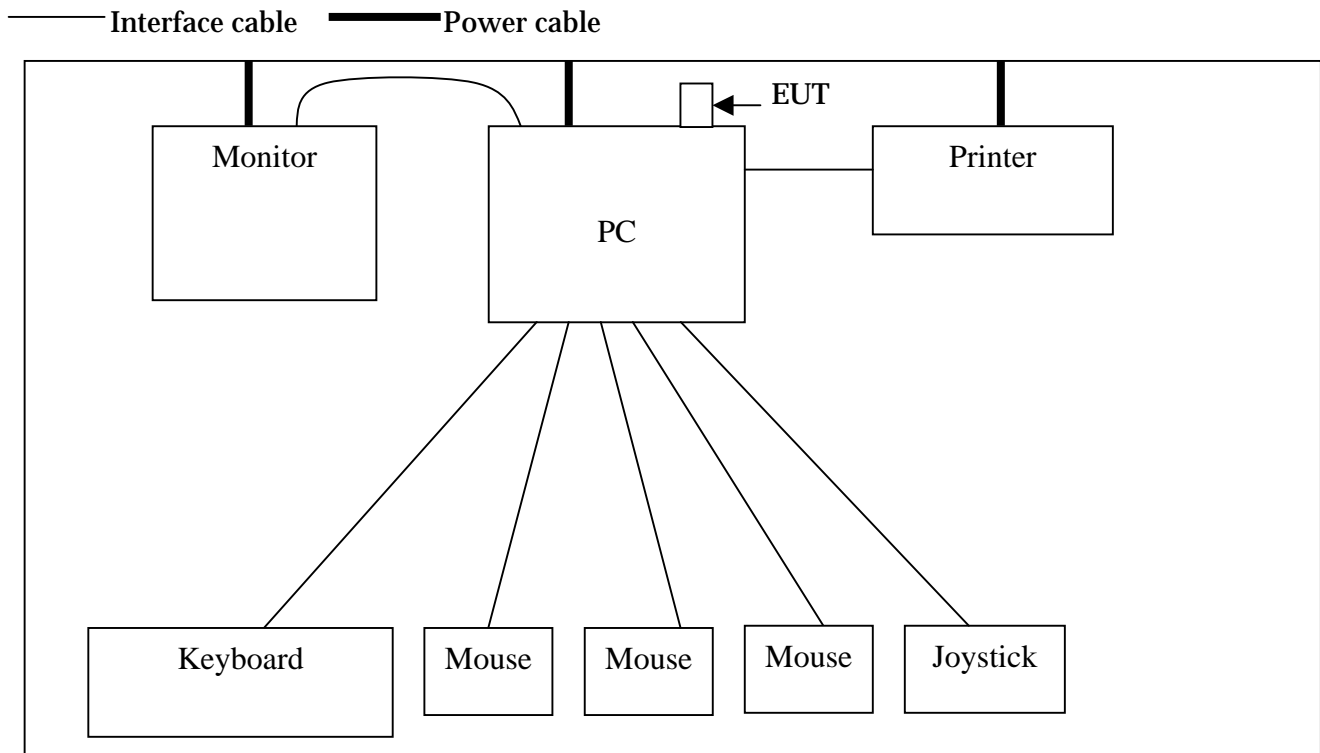 Interface cable Power cable
EUT
Monitor
Printer
PC
Keyboard
Mouse
Mouse
Mouse
Joystick